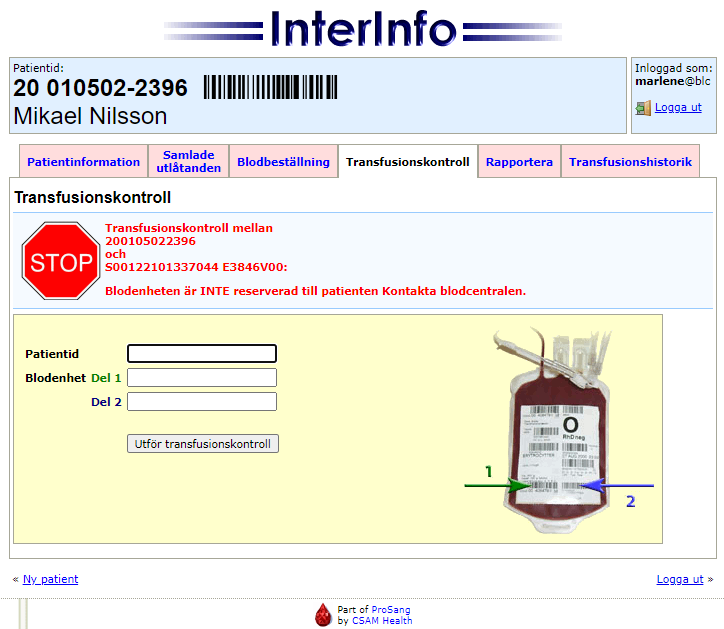 InterInfo
Patientid:
20 010502-2396
Mikael Nilsson
Inloggad som:
marlene@blc
Logga ut
Patientinformation
Samlade
utlåtanden
Blodbeställning
Transfusionskontroll
Rapportera
Transfusionshistorik
Transfusionskontroll
STOP
Transfusionskontroll mellan
200105022396
och
S00122101337044 E3846V00:
Blodenheten är INTE reserverad till patienten Kontakta blodcentralen.
Patientid
Blodenhet Del 1
Del 2
Utför transfusionskontroll
O
RhD neg
ERYTROCYTER
1
2
« Ny patient
Logga ut »
Part of ProSang
by CSAM Health